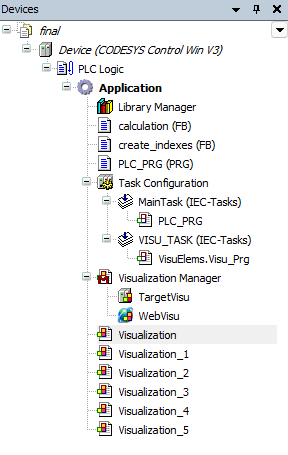 Devices
final
Device (CODESYS Control Win V3)
PLC Logic
Application
Library Manager
calculation (FB)
create_indexes (FB)
PLC_PRG (PRG)
Task Configuration
MainTask (IEC-Tasks)
PLC_PRG
VISU_TASK (IEC-Tasks)
VisuElems.Visu_Prg
Visualization Manager
TargetVisu
WebVisu
Visualization
Visualization_1
Visualization_2
Visualization_3
Visualization_4
Visualization_5